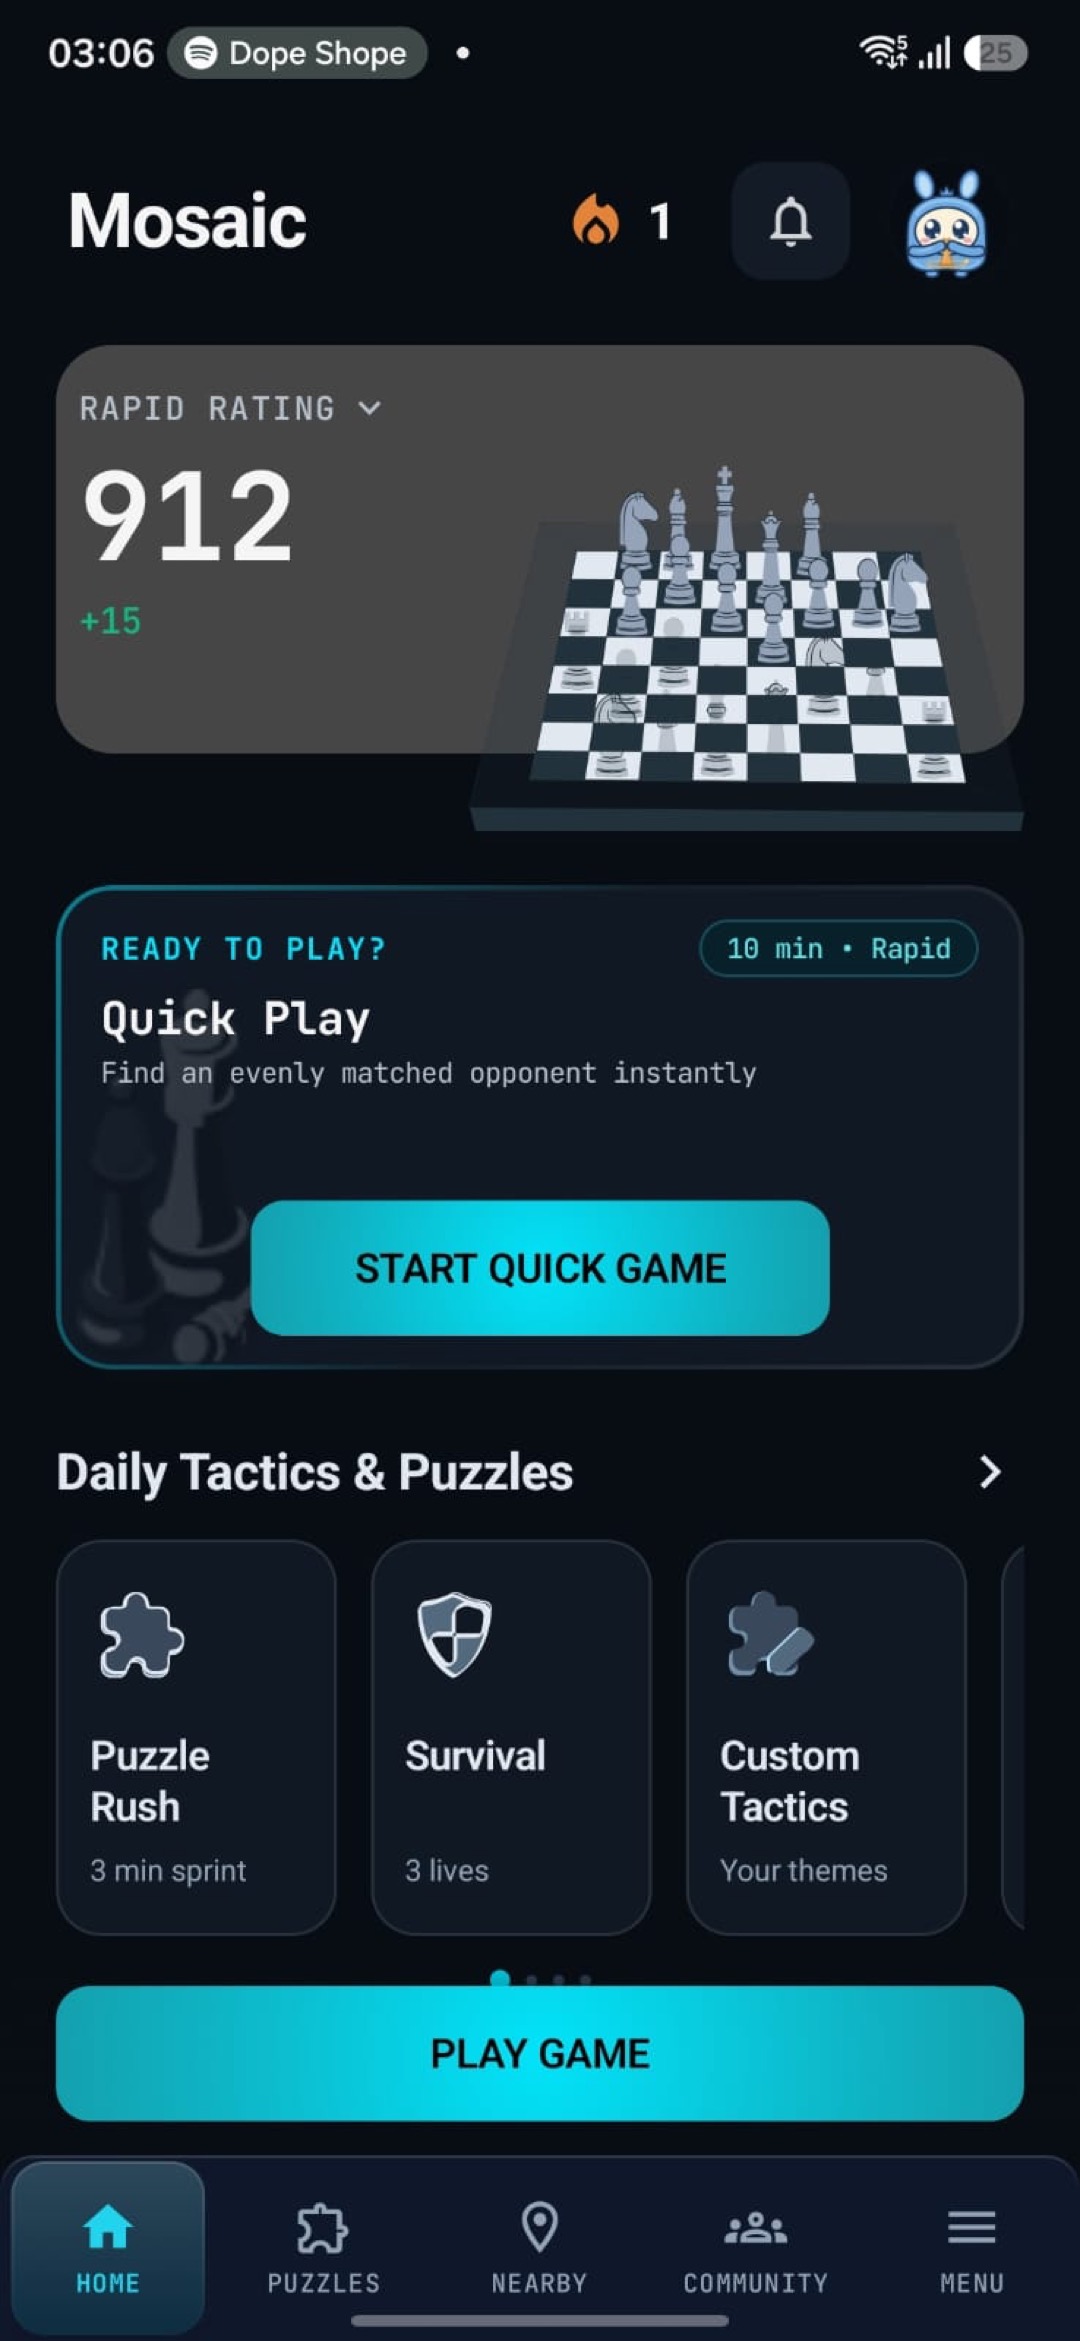 03:06 Dope Shope
5
25
Mosaic
1
RAPID RATING
912
+15
READY TO PLAY?
10 min • Rapid
Quick Play
Find an evenly matched opponent instantly
START QUICK GAME
Daily Tactics & Puzzles
Puzzle
Rush
3 min sprint
Survival
3 lives
Custom
Tactics
Your themes
PLAY GAME
HOME
PUZZLES
NEARBY
COMMUNITY
MENU